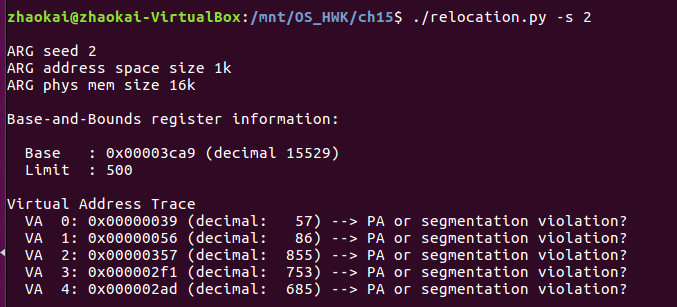 zhaokai@zhaokai-VirtualBox:/mnt/OS_HWK/ch15$ ./relocation.py -s 2
ARG seed 2
ARG address space size 1k
ARG phys mem size 16k
Base-and-Bounds register information:
Base   : 0x00003ca9 (decimal 15529)
Limit  : 500
Virtual Address Trace
VA  0: 0x00000039 (decimal:   57) --> PA or segmentation violation?
VA  1: 0x00000056 (decimal:   86) --> PA or segmentation violation?
VA  2: 0x00000357 (decimal:  855) --> PA or segmentation violation?
VA  3: 0x000002f1 (decimal:  753) --> PA or segmentation violation?
VA  4: 0x000002ad (decimal:  685) --> PA or segmentation violation?